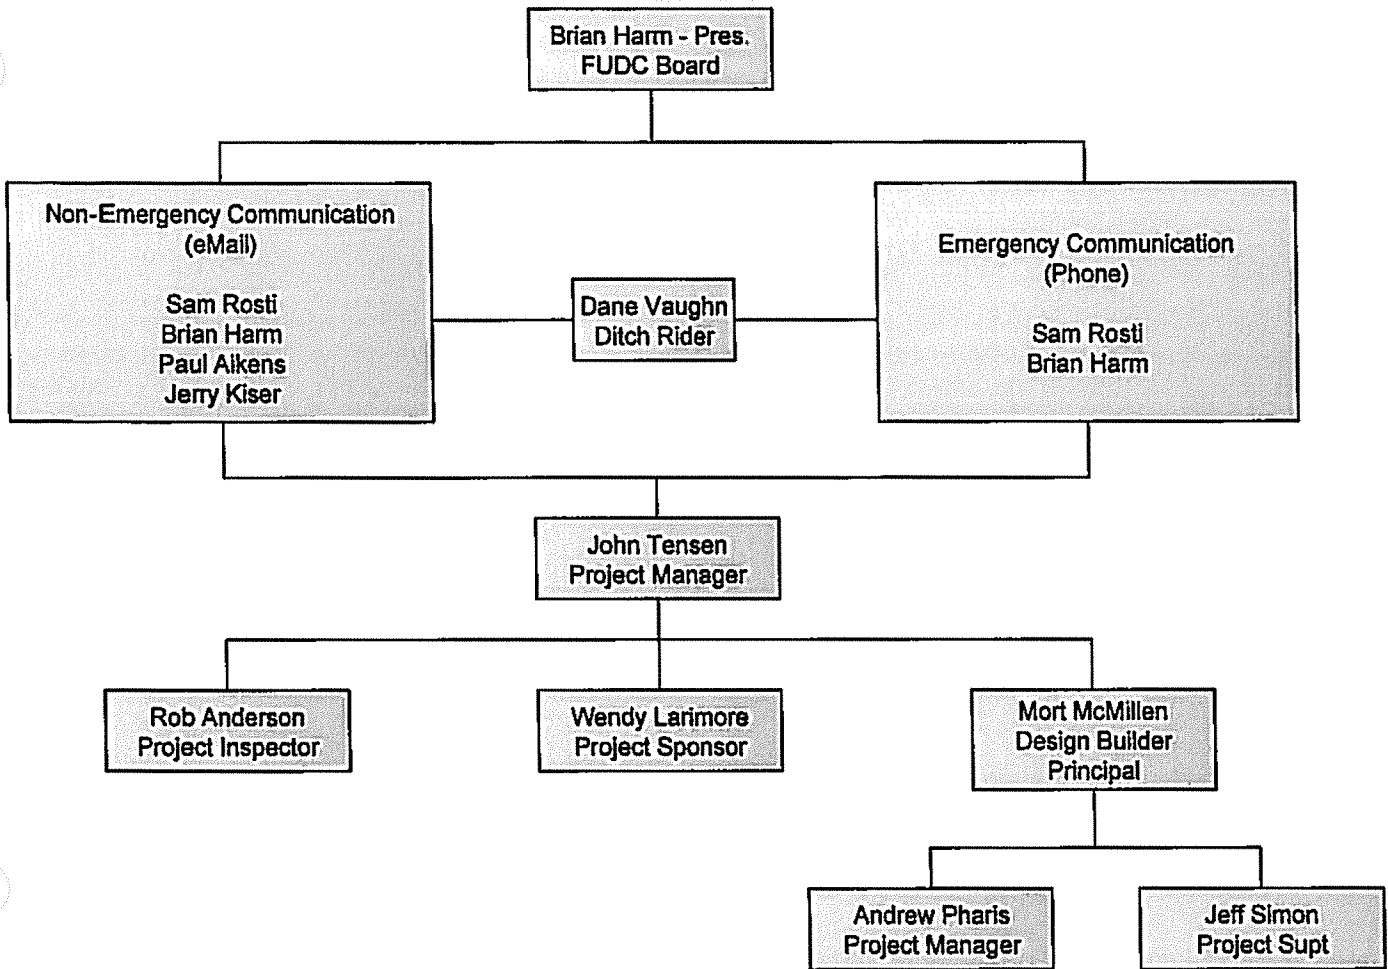 Brian Harm - Pres.
FUDC Board
Non-Emergency Communication
(eMail)
Sam Rosti
Brian Harm
Paul Aikens
Jerry Kiser
Dane Vaughn
Ditch Rider
Emergency Communication
(Phone)
Sam Rosti
Brian Harm
John Tensen
Project Manager
Rob Anderson
Project Inspector
Wendy Larimore
Project Sponsor
Mort McMillen
Design Builder
Principal
Andrew Pharis
Project Manager
Jeff Simon
Project Supt